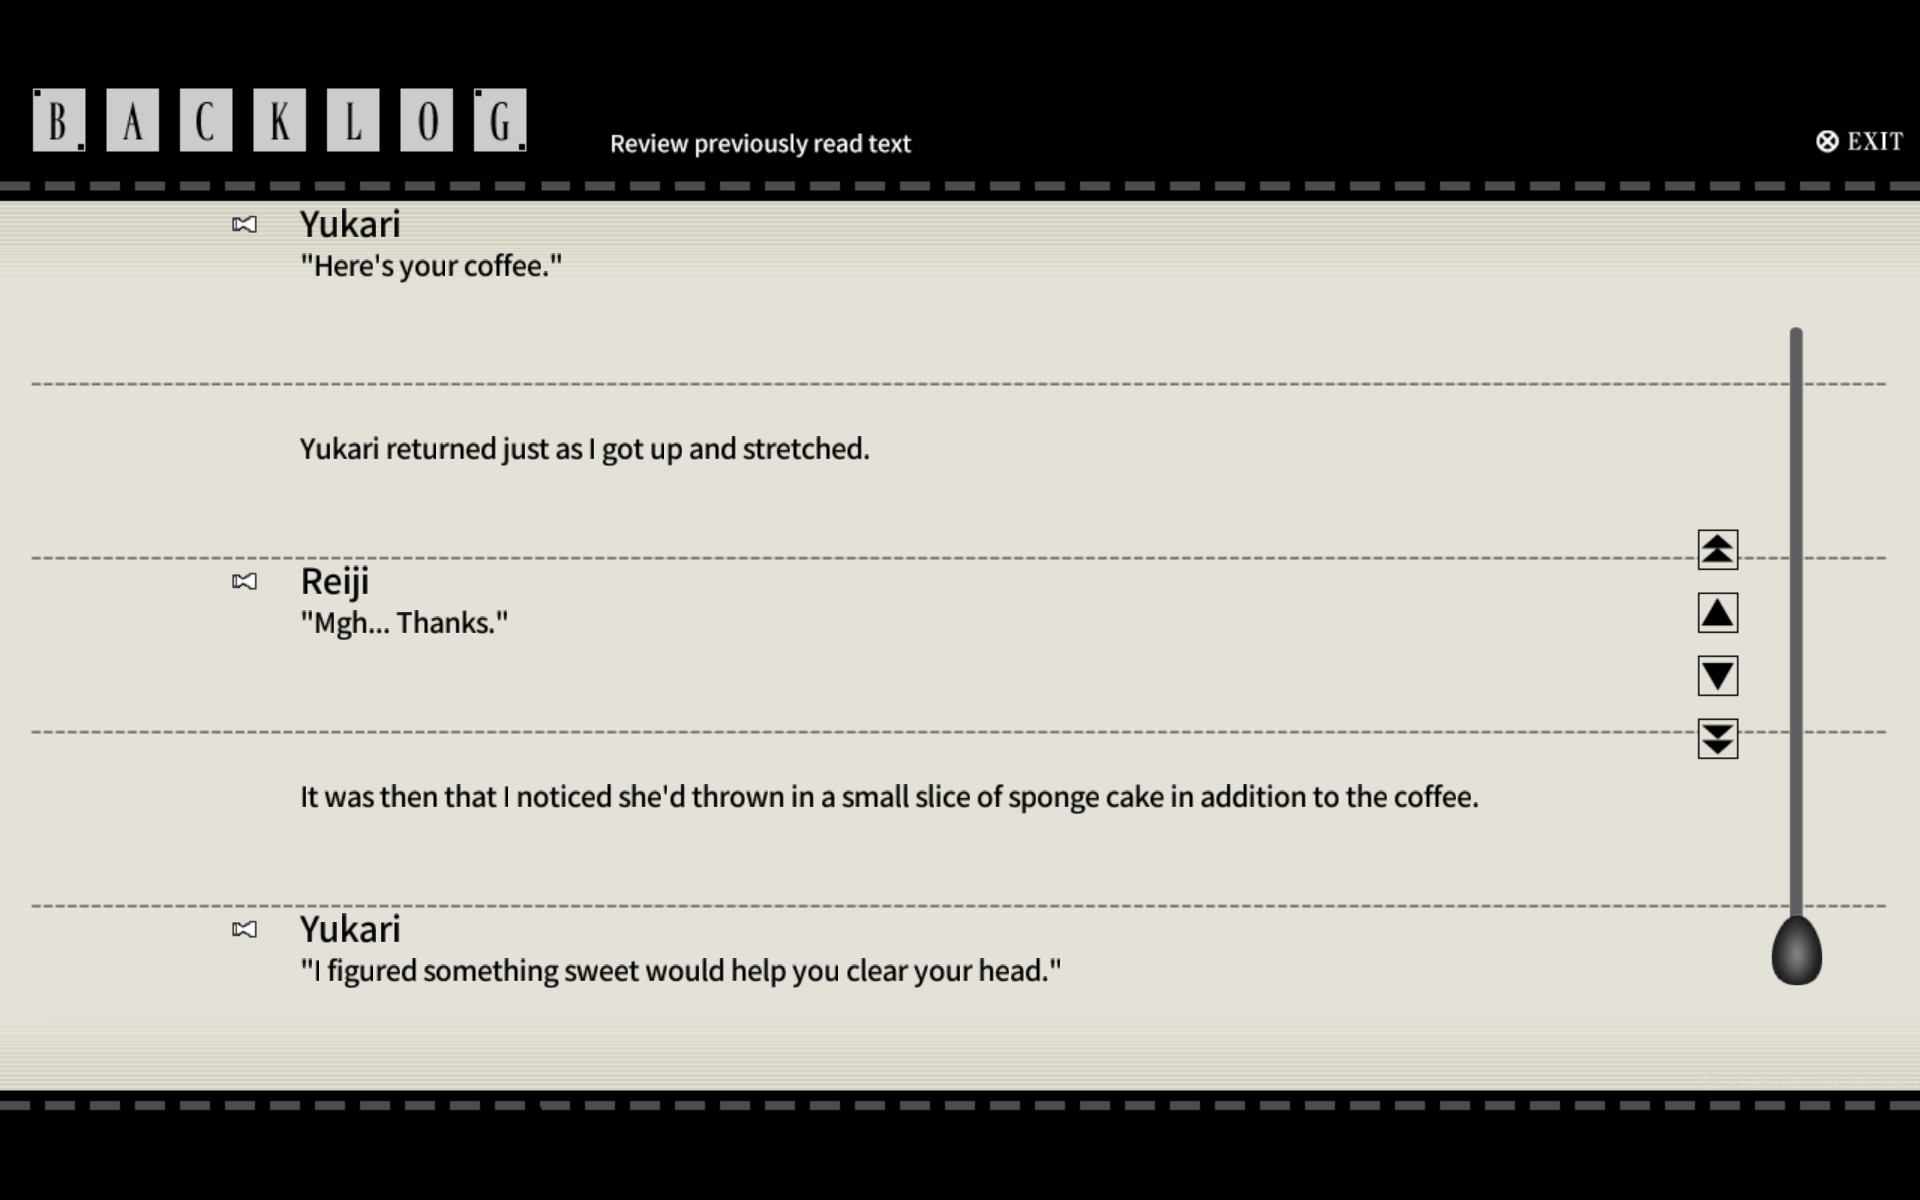 BACKLOG
Review previously read text
EXIT
Yukari
"Here's your coffee."
Yukari returned just as I got up and stretched.
Reiji
"Mgh... Thanks."
It was then that I noticed she'd thrown in a small slice of sponge cake in addition to the coffee.
Yukari
"I figured something sweet would help you clear your head."